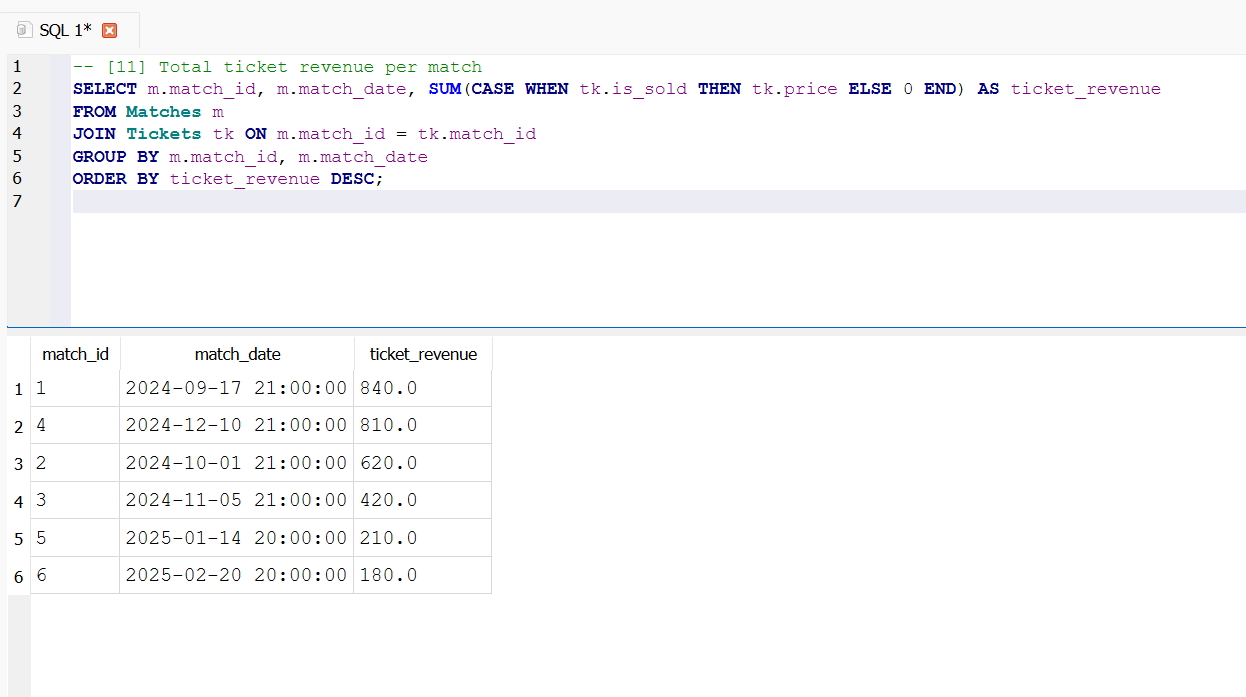 SQL 1*
1 -- [11] Total ticket revenue per match
2 SELECT m.match_id, m.match_date, SUM(CASE WHEN tk.is_sold THEN tk.price ELSE 0 END) AS ticket_revenue
3 FROM Matches m
4 JOIN Tickets tk ON m.match_id = tk.match_id
5 GROUP BY m.match_id, m.match_date
6 ORDER BY ticket_revenue DESC;
7
match_id match_date ticket_revenue
1 1 2024-09-17 21:00:00 840.0
2 4 2024-12-10 21:00:00 810.0
3 2 2024-10-01 21:00:00 620.0
4 3 2024-11-05 21:00:00 420.0
5 5 2025-01-14 20:00:00 210.0
6 6 2025-02-20 20:00:00 180.0